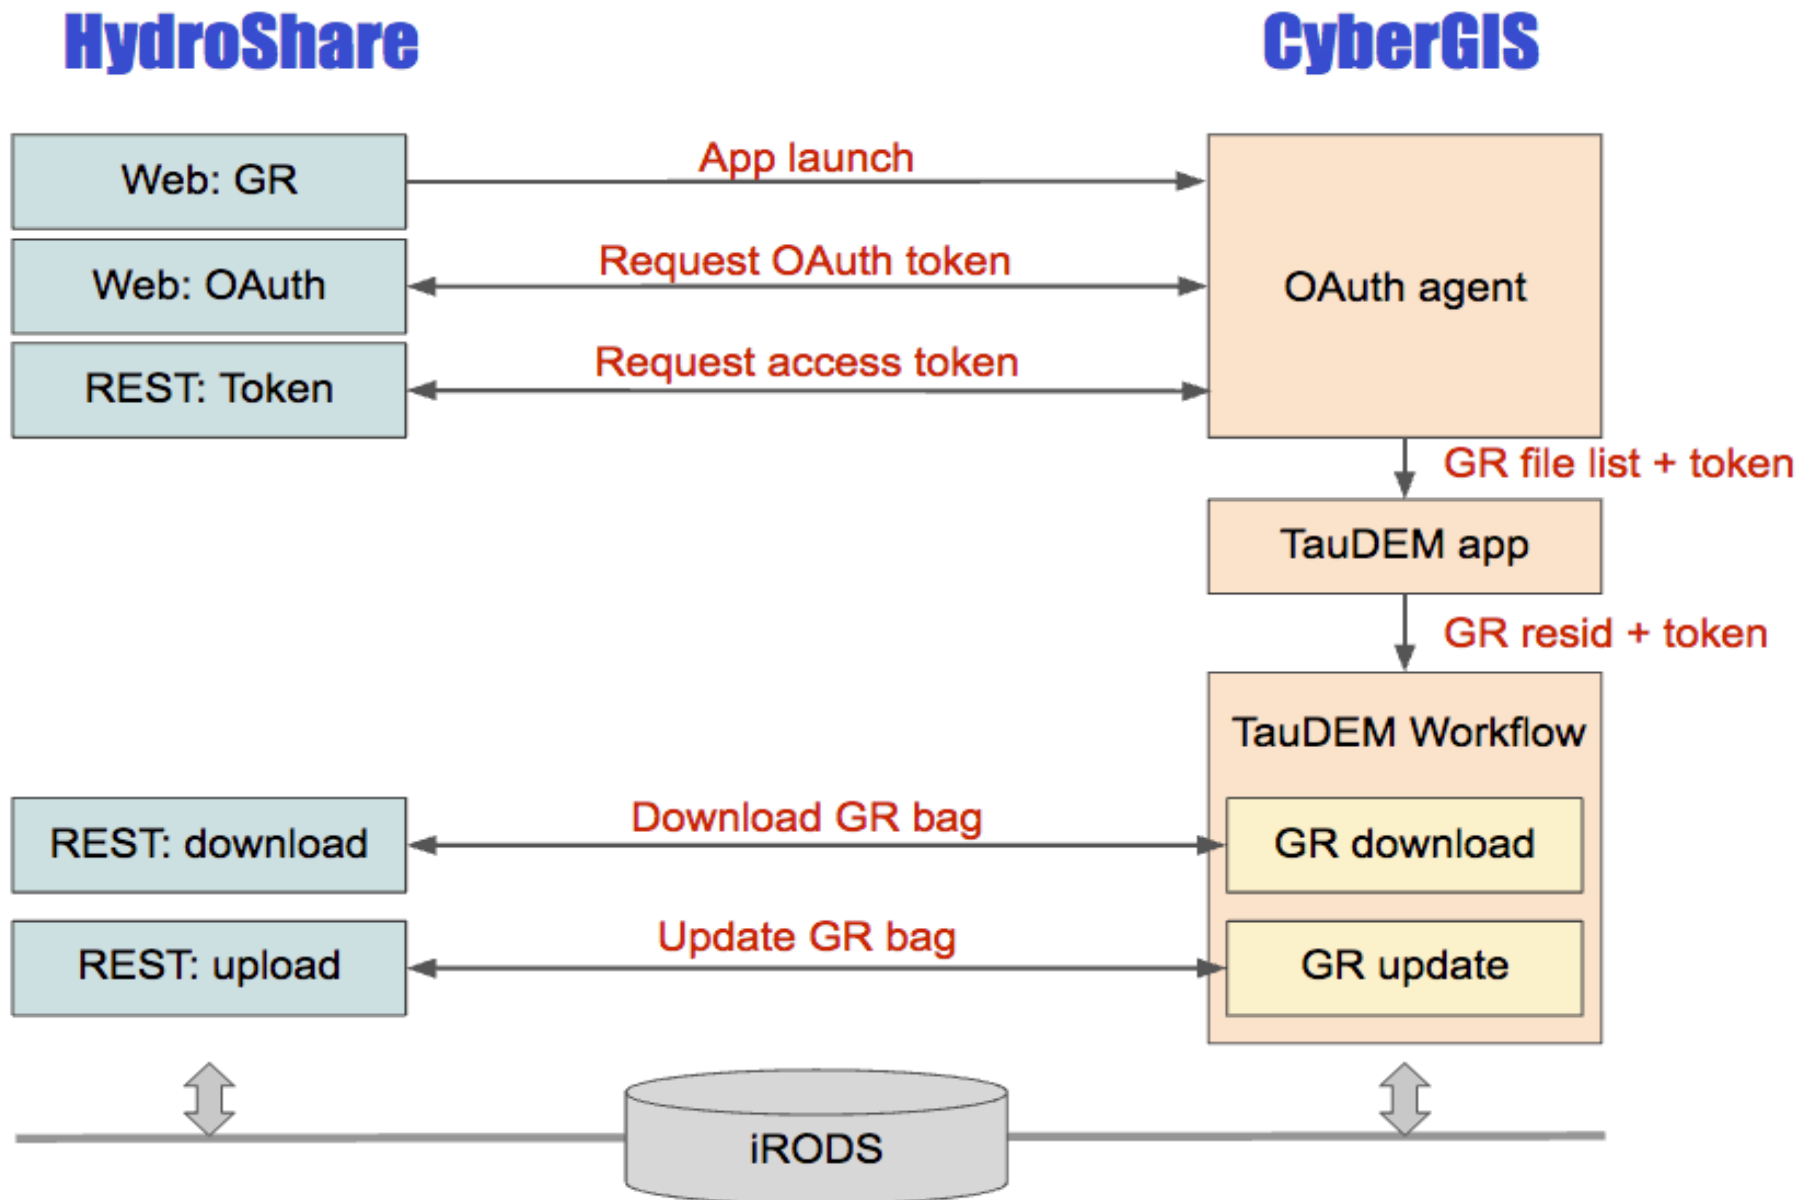 HydroShare
CyberGIS
Web: GR
App launch
Web: OAuth
Request OAuth token
OAuth agent
REST: Token
Request access token
GR file list + token
TauDEM app
GR resid + token
TauDEM Workflow
REST: download
Download GR bag
GR download
REST: upload
Update GR bag
GR update
iRODS